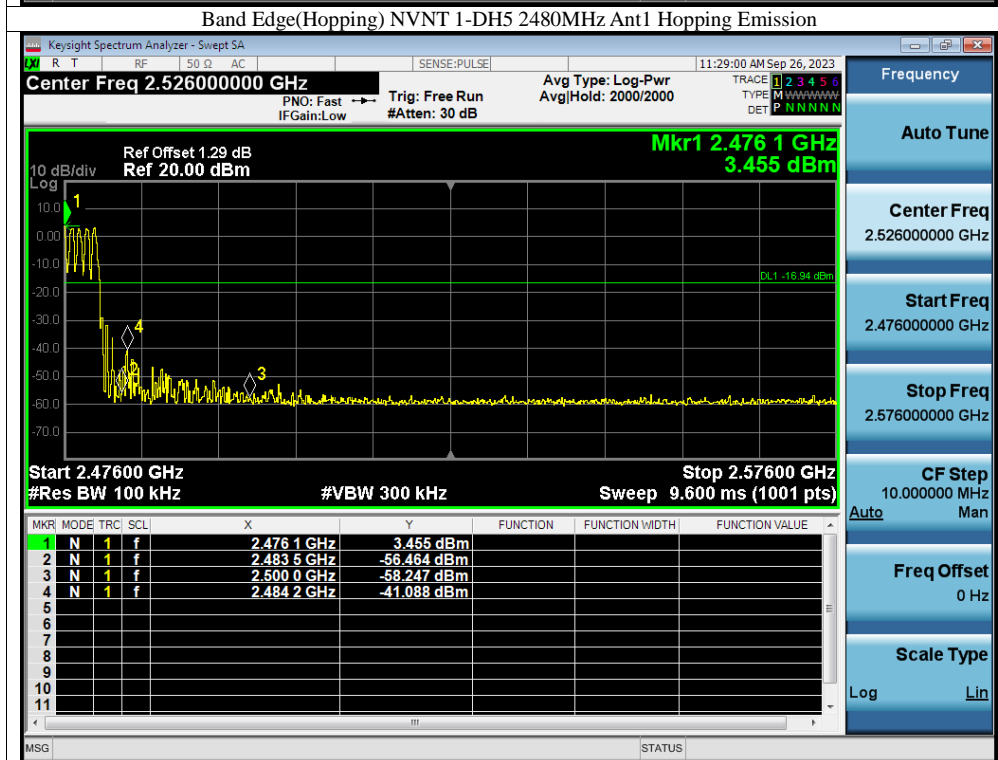 Band Edge(Hopping) NVNT 1-DH5 2480MHz Ant1 Hopping Emission
Keysight Spectrum Analyzer - Swept SA
LXI R T RF 50 Ω AC SENSE:PULSE 11:29:00 AM Sep 26, 2023
Center Freq 2.526000000 GHz
PNO: Fast
IFGain:Low
Trig: Free Run
#Atten: 30 dB
Avg Type: Log-Pwr
Avg|Hold: 2000/2000
TRACE 1 2 3 4 5 6
TYPE M WWWWW
DET P N N N N N
Mkr1 2.476 1 GHz
3.455 dBm
Ref Offset 1.29 dB
10 dB/div Ref 20.00 dBm
Log
10.0
0.00
-10.0
-20.0
-30.0
-40.0
-50.0
-60.0
-70.0
1
4
2
3
DL1 -16.94 dBm
Start 2.47600 GHz Stop 2.57600 GHz
#Res BW 100 kHz #VBW 300 kHz Sweep 9.600 ms (1001 pts)
MKR MODE TRC SCL X Y FUNCTION FUNCTION WIDTH FUNCTION VALUE
1 N 1 f 2.476 1 GHz 3.455 dBm
2 N 1 f 2.483 5 GHz -56.464 dBm
3 N 1 f 2.500 0 GHz -58.247 dBm
4 N 1 f 2.484 2 GHz -41.088 dBm
5
6
7
8
9
10
11
MSG STATUS
Frequency
Auto Tune
Center Freq
2.526000000 GHz
Start Freq
2.476000000 GHz
Stop Freq
2.576000000 GHz
CF Step
10.000000 MHz
Auto Man
Freq Offset
0 Hz
Scale Type
Log Lin